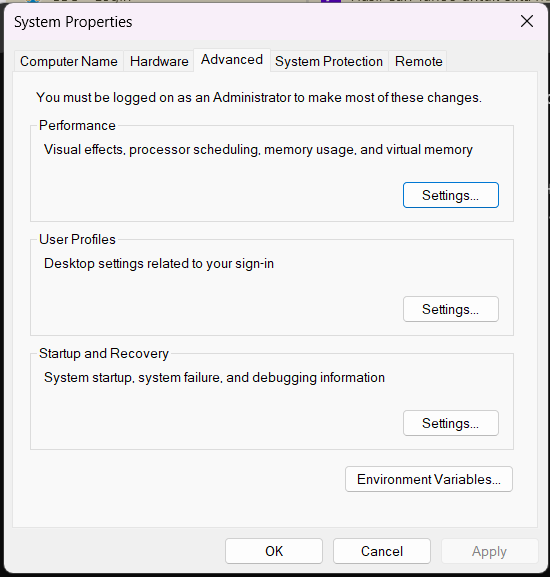 System Properties
Computer Name
Hardware
Advanced
System Protection
Remote
You must be logged on as an Administrator to make most of these changes.
Performance
Visual effects, processor scheduling, memory usage, and virtual memory
Settings...
User Profiles
Desktop settings related to your sign-in
Settings...
Startup and Recovery
System startup, system failure, and debugging information
Settings...
Environment Variables...
OK
Cancel
Apply